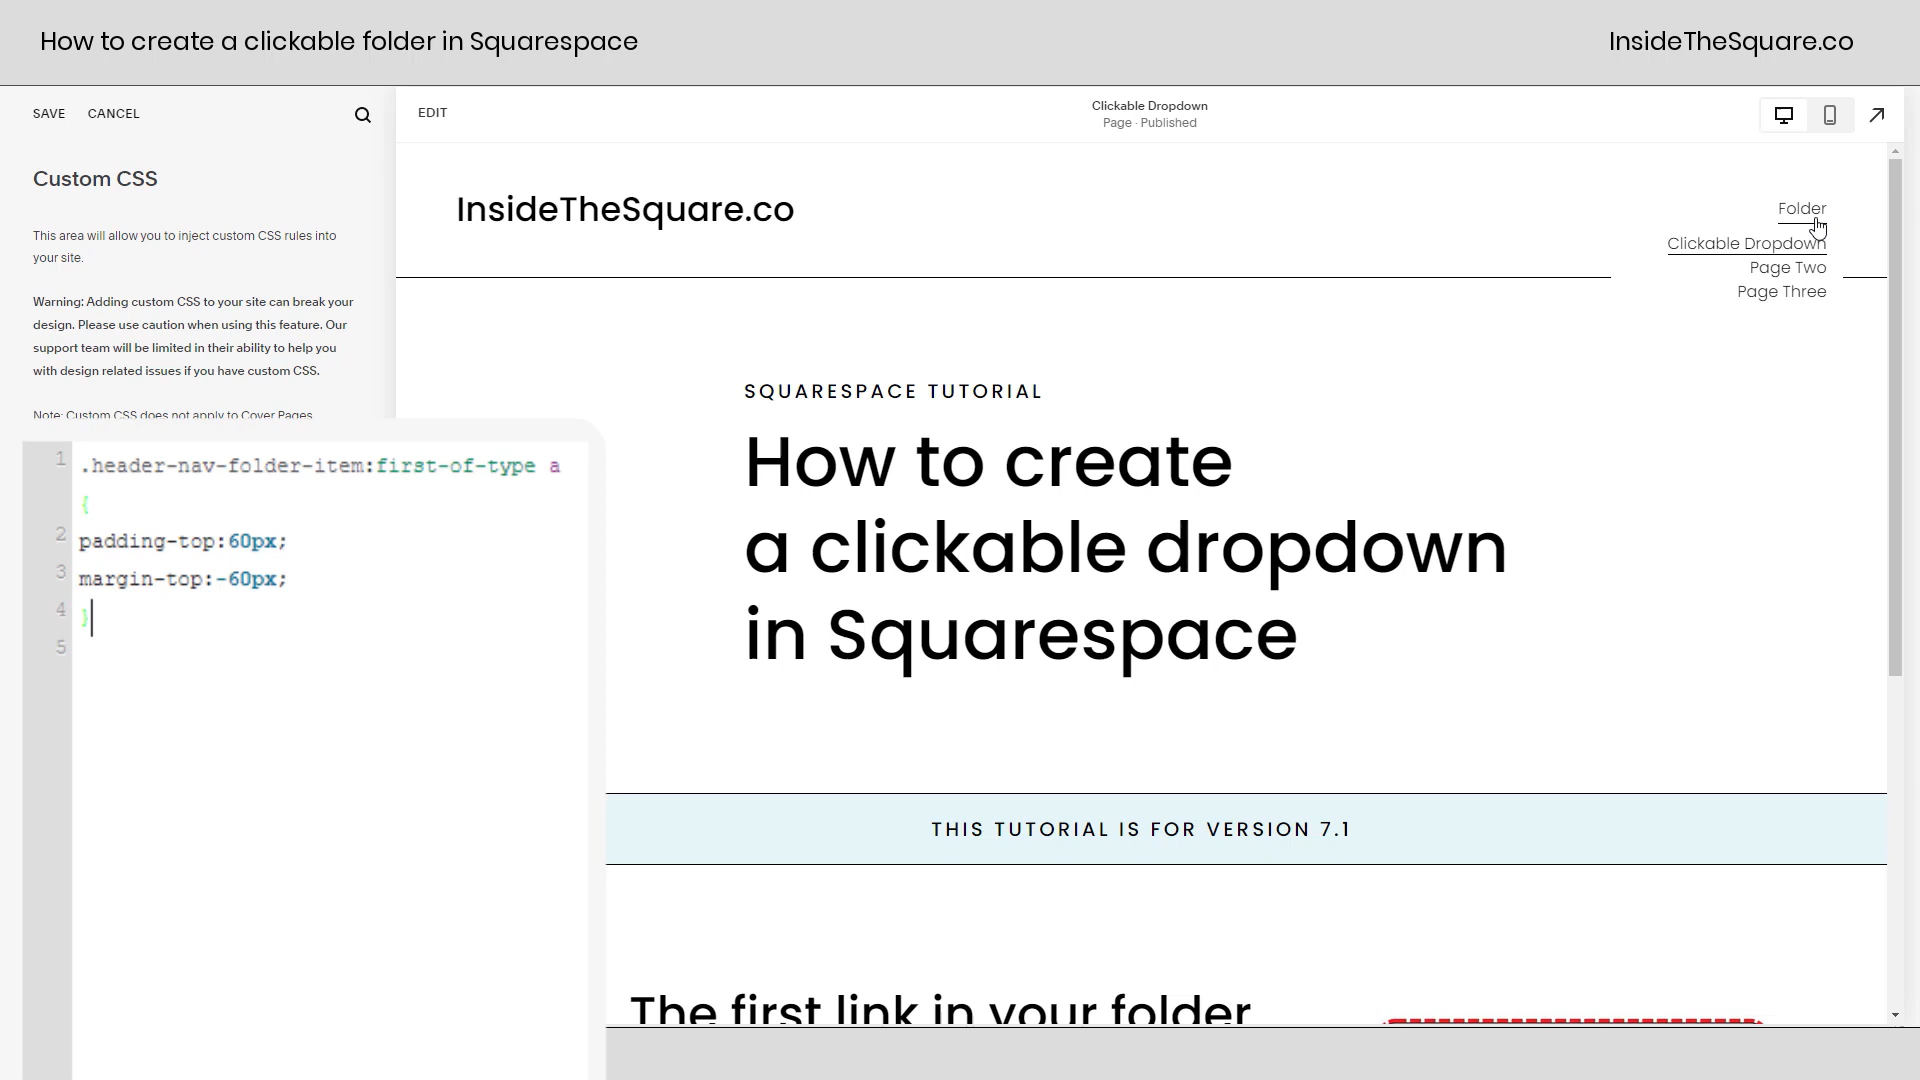 How to create a clickable folder in Squarespace
InsideTheSquare.co
SAVE CANCEL
EDIT
Clickable Dropdown
Page · Published
Custom CSS
This area will allow you to inject custom CSS rules into
your site.
Warning: Adding custom CSS to your site can break your
design. Please use caution when using this feature. Our
support team will be limited in their ability to help you
with design related issues if you have custom CSS.
Note: Custom CSS does not apply to Cover Pages.
1 .header-nav-folder-item:first-of-type a
{
2 padding-top:60px;
3 margin-top:-60px;
4 }
5
InsideTheSquare.co
Folder
Clickable Dropdown
Page Two
Page Three
SQUARESPACE TUTORIAL
How to create
a clickable dropdown
in Squarespace
THIS TUTORIAL IS FOR VERSION 7.1
The first link in your folder